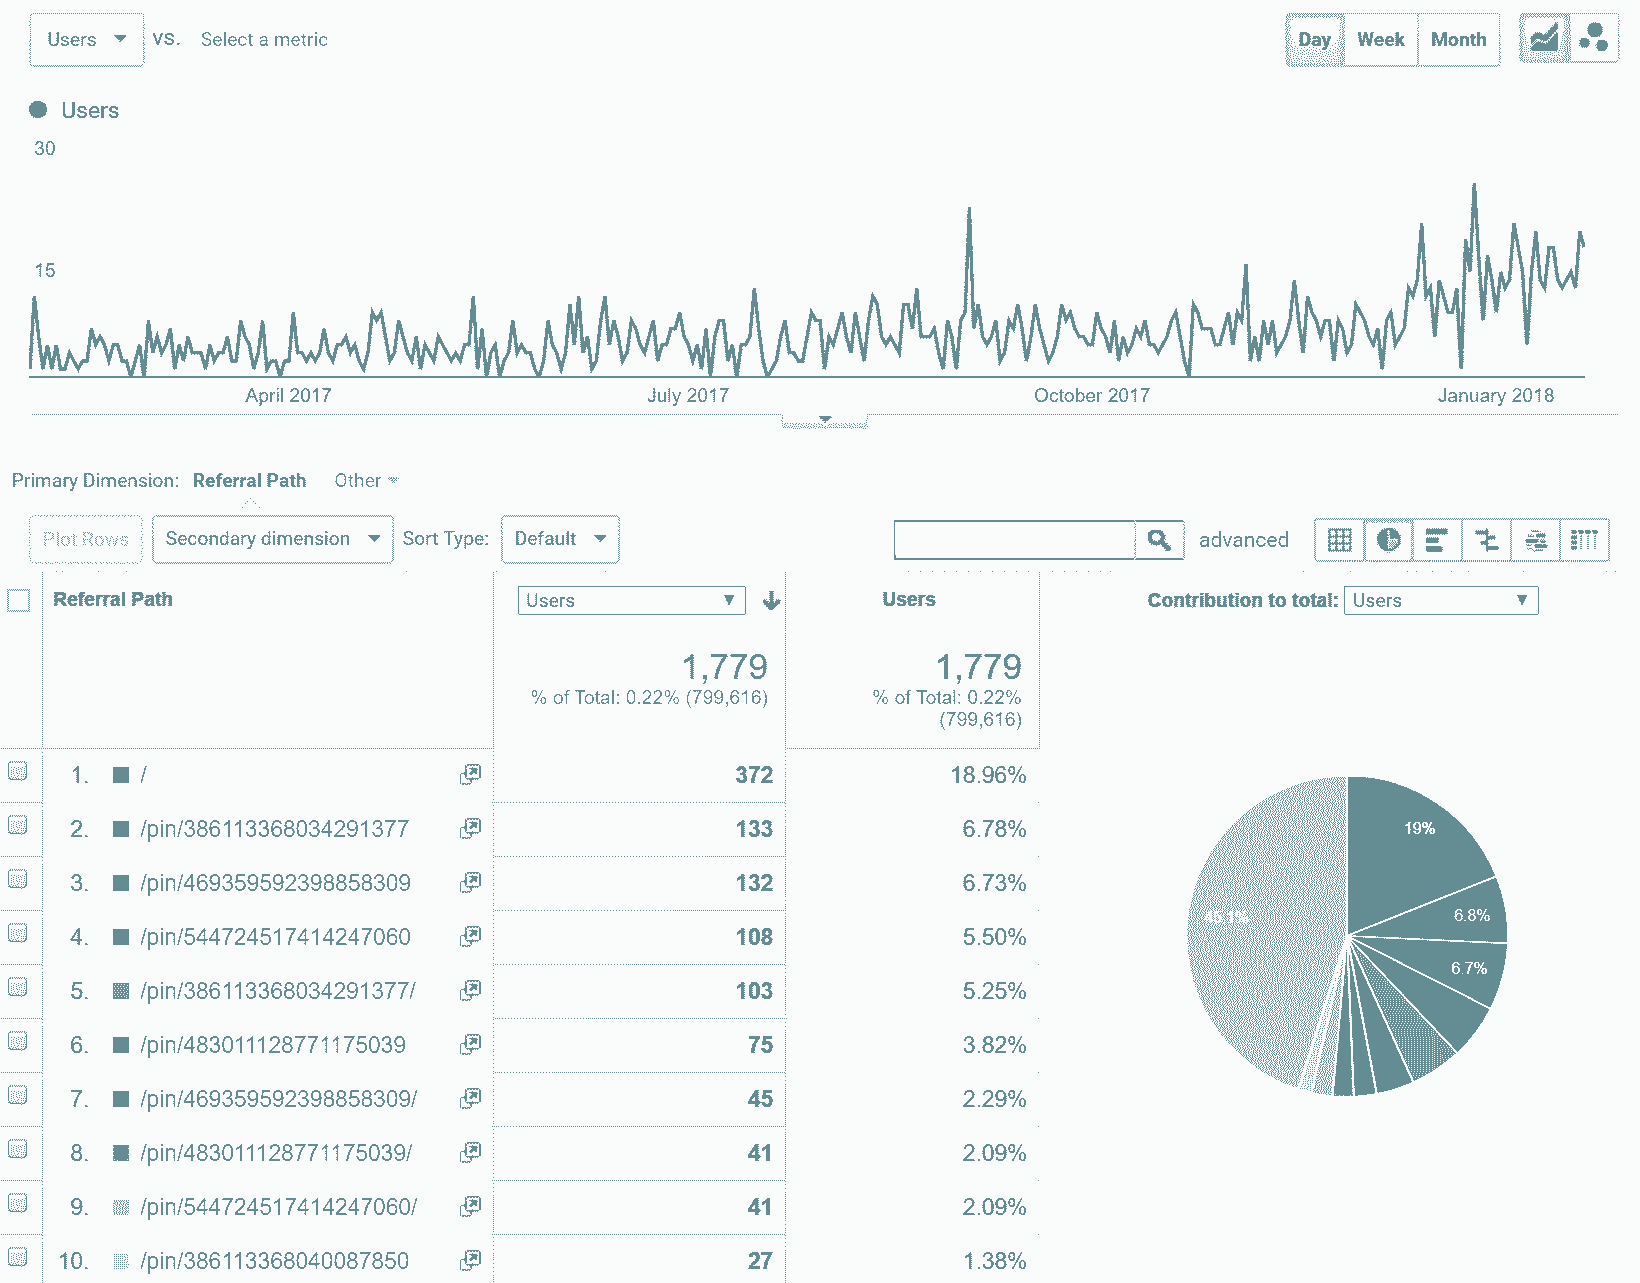 Users vs. Select a metric Day Week Month
Users
30
15
April 2017 July 2017 October 2017 January 2018
Primary Dimension: Referral Path Other
Plot Rows Secondary dimension Sort Type: Default advanced
Referral Path Users Users Contribution to total: Users
1,779 1,779
% of Total: 0.22% (799,616) % of Total: 0.22%
(799,616)
1. / 372 18.96%
2. /pin/386113368034291377 133 6.78%
3. /pin/469359592398858309 132 6.73%
4. /pin/544724517414247060 108 5.50%
5. /pin/386113368034291377/ 103 5.25%
6. /pin/483011128771175039 75 3.82%
7. /pin/469359592398858309/ 45 2.29%
8. /pin/483011128771175039/ 41 2.09%
9. /pin/544724517414247060/ 41 2.09%
10. /pin/386113368040087850 27 1.38%
19%
6.8%
6.7%
45.1%